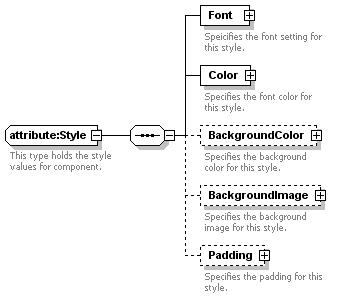 Font
Speicifies the font setting for
this style.
Color
Specifies the font color for
this style.
attribute:Style
This type holds the style
values for component.
BackgroundColor
Specifies the background
color for this style.
BackgroundImage
Specifies the background
image for this style.
Padding
Specifies the padding for this
style.